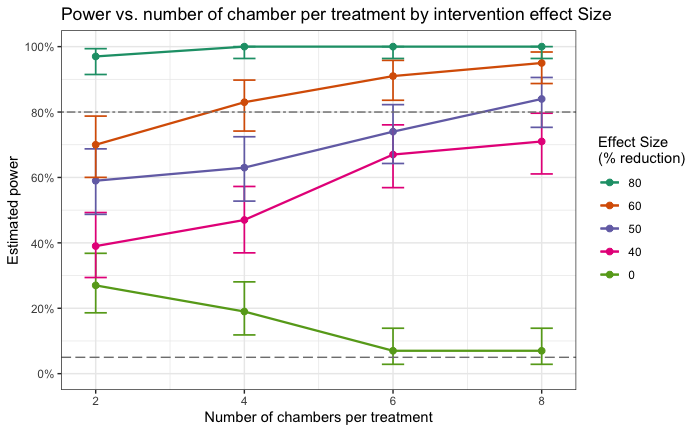 Power vs. number of chamber per treatment by intervention effect Size
Estimated power
100%
80%
60%
40%
20%
0%
2 4 6 8
Number of chambers per treatment
Effect Size
(% reduction)
80
60
50
40
0